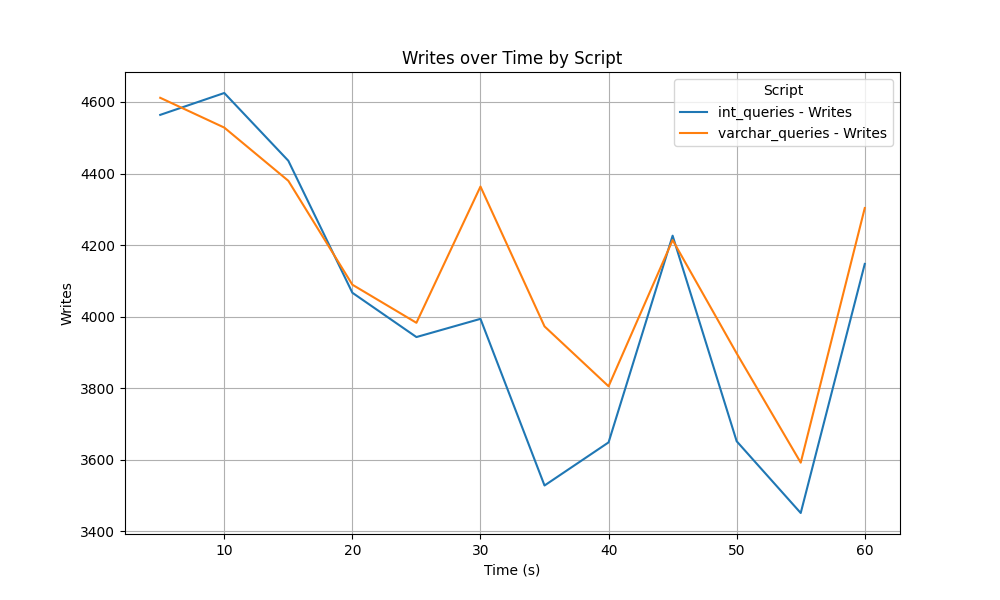 Writes over Time by Script
Script
int_queries - Writes
varchar_queries - Writes
Writes
4600
4400
4200
4000
3800
3600
3400
10 20 30 40 50 60
Time (s)